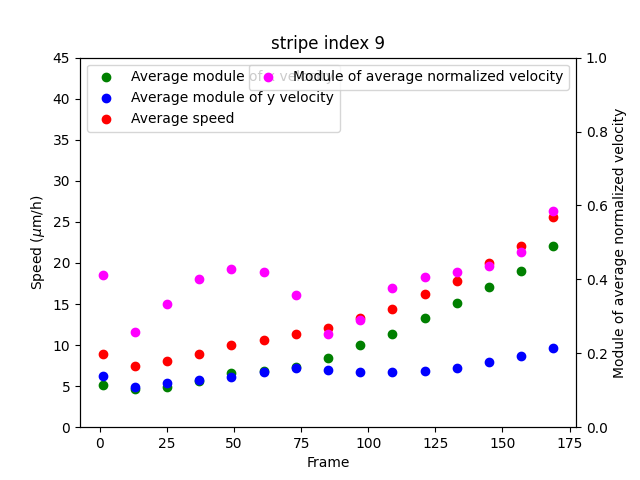 stripe index 9
Average module of x velocity
Average module of y velocity
Average speed
Module of average normalized velocity
45
40
35
30
25
20
15
10
5
0
Speed (μm/h)
1.0
0.8
0.6
0.4
0.2
0.0
Module of average normalized velocity
0 25 50 75 100 125 150 175
Frame